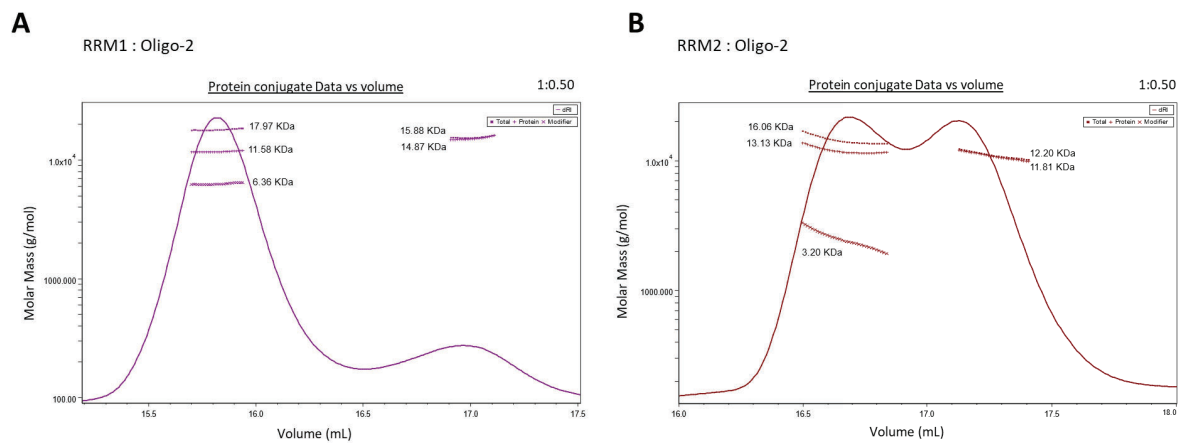 A
RRM1 : Oligo-2
Protein conjugate Data vs volume
1:0.50
dRI
Total + Protein × Modifier
17.97 KDa
11.58 KDa
6.36 KDa
15.88 KDa
14.87 KDa
Molar Mass (g/mol)
1.0x10⁴
1000.000
100.00
15.5
16.0
16.5
17.0
17.5
Volume (mL)
B
RRM2 : Oligo-2
Protein conjugate Data vs volume
1:0.50
dRI
Total + Protein × Modifier
16.06 KDa
13.13 KDa
3.20 KDa
12.20 KDa
11.81 KDa
Molar Mass (g/mol)
1.0x10⁴
1000.000
16.0
16.5
17.0
17.5
18.0
Volume (mL)